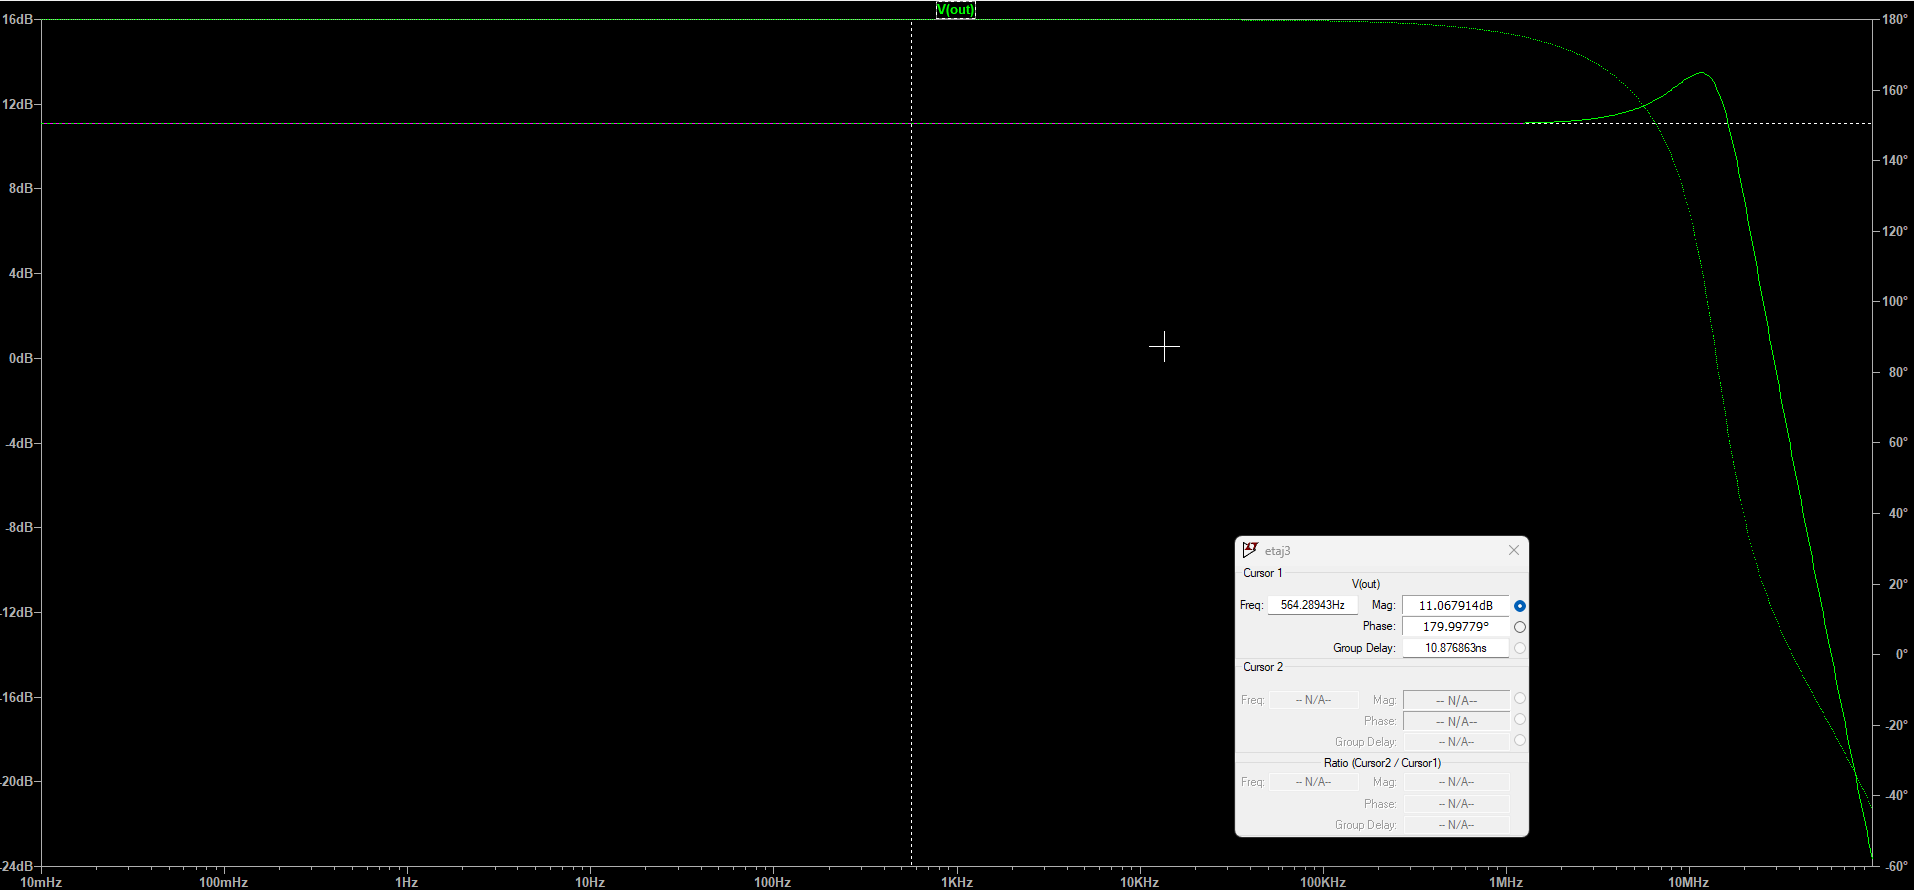 V(out)
16dB
12dB
8dB
4dB
0dB
-4dB
-8dB
-12dB
-16dB
-20dB
-24dB
180°
160°
140°
120°
100°
80°
60°
40°
20°
0°
-20°
-40°
-60°
10mHz 100mHz 1Hz 10Hz 100Hz 1KHz 10KHz 100KHz 1MHz 10MHz
etaj3
Cursor 1
V(out)
Freq: 564.28943Hz Mag: 11.067914dB
Phase: 179.99779°
Group Delay: 10.876863ns
Cursor 2
Freq: -- N/A-- Mag: -- N/A--
Phase: -- N/A--
Group Delay: -- N/A--
Ratio (Cursor2 / Cursor1)
Freq: -- N/A-- Mag: -- N/A--
Phase: -- N/A--
Group Delay: -- N/A--